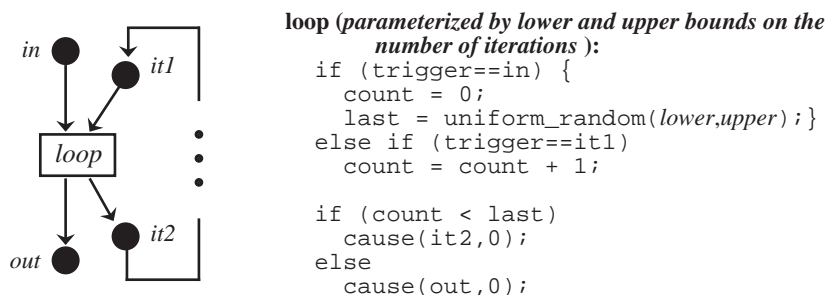 in
it1
loop
it2
out
loop (parameterized by lower and upper bounds on the
number of iterations ):
if (trigger==in) {
count = 0;
last = uniform_random(lower,upper);}
else if (trigger==it1)
count = count + 1;
if (count < last)
cause(it2,0);
else
cause(out,0);